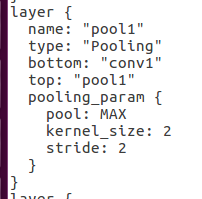 layer {
  name: "pool1"
  type: "Pooling"
  bottom: "conv1"
  top: "pool1"
  pooling_param {
    pool: MAX
    kernel_size: 2
    stride: 2
  }
}
layer {